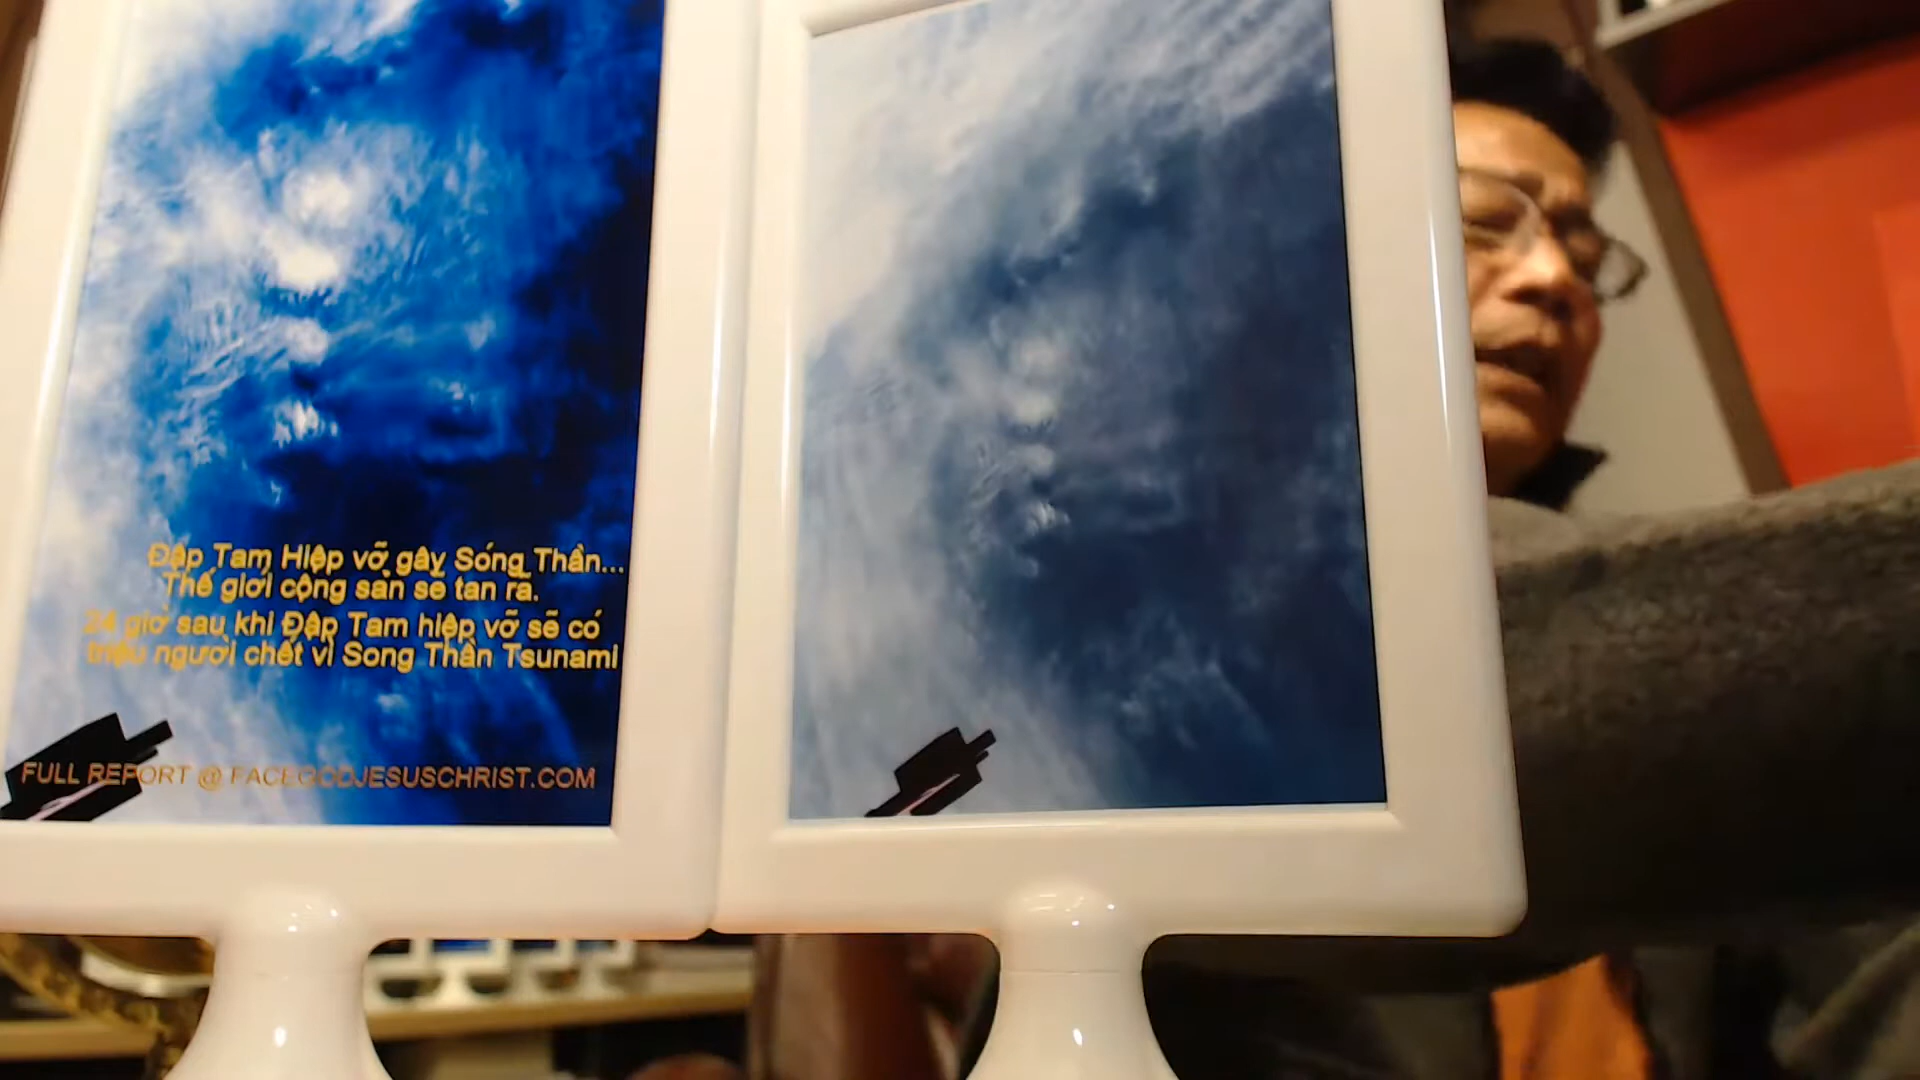 Đập Tam Hiệp vỡ gây Sóng Thần...
Thế giới cộng sản sẽ tan rã.
24 giờ sau khi Đập Tam hiệp vỡ sẽ có
triệu người chết vì Song Thần Tsunami
FULL REPORT @ FACEGODJESUSCHRIST.COM